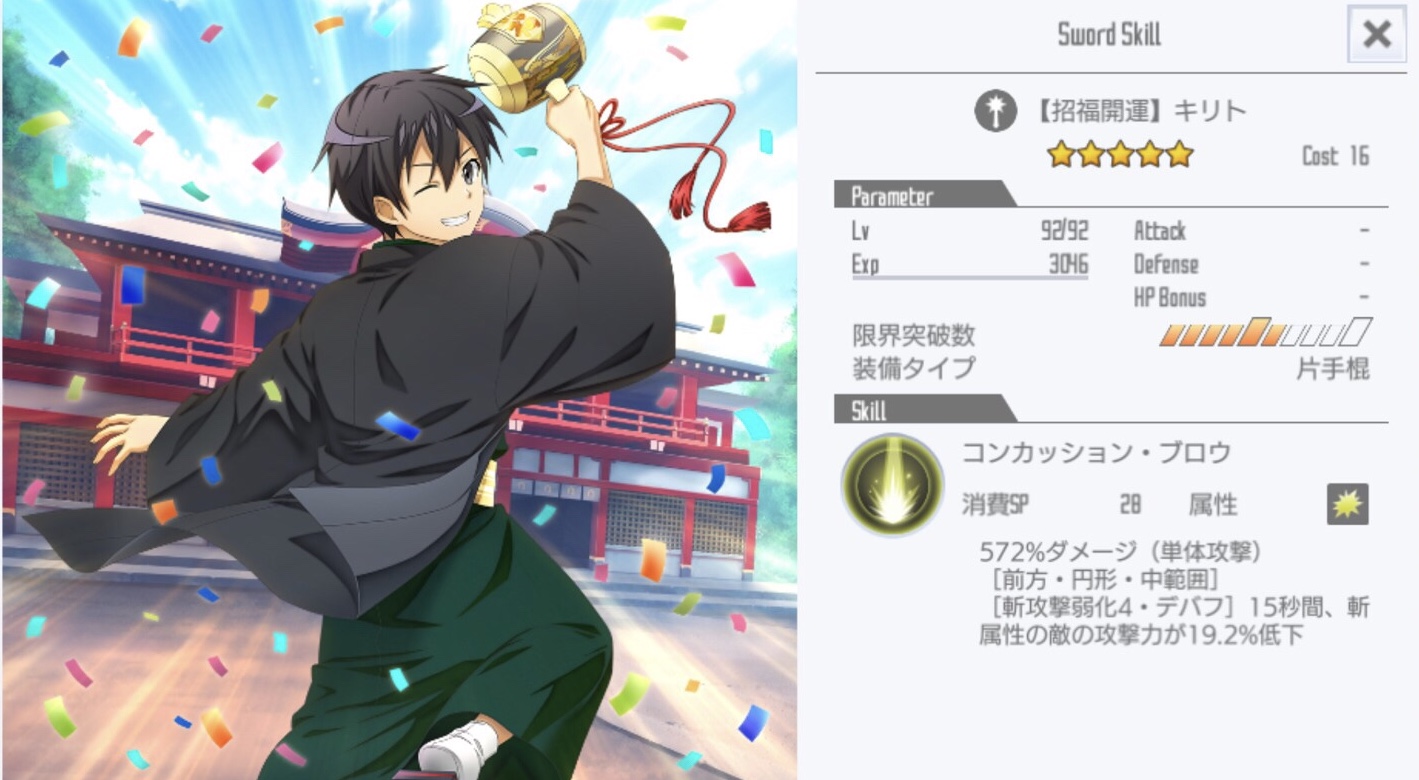 Sword Skill
【招福開運】キリト
Cost 16
Parameter
Lv 92/92 Attack -
Exp 3046 Defense -
HP Bonus -
限界突破数
装備タイプ 片手棍
Skill
コンカッション・ブロウ
消費SP 28 属性
572%ダメージ（単体攻撃）
［前方・円形・中範囲］
［斬攻撃弱化4・デバフ］15秒間、斬
属性の敵の攻撃力が19.2%低下